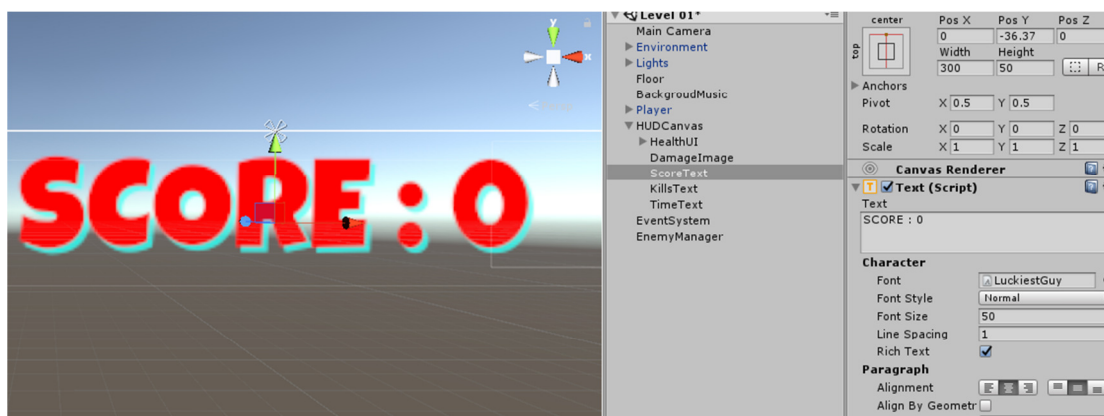 SCORE : 0
y
x
Level 01*
Main Camera
Environment
Lights
Floor
BackgroudMusic
Player
HUDCanvas
HealthUI
DamageImage
ScoreText
KillsText
TimeText
EventSystem
EnemyManager
center
top
Pos X Pos Y Pos Z
0 -36.37 0
Width Height
300 50 R
Anchors
Pivot X 0.5 Y 0.5
Rotation X 0 Y 0 Z 0
Scale X 1 Y 1 Z 1
Canvas Renderer
T Text (Script)
Text
SCORE : 0
Character
Font LuckiestGuy
Font Style Normal
Font Size 50
Line Spacing 1
Rich Text
Paragraph
Alignment
Align By Geometr